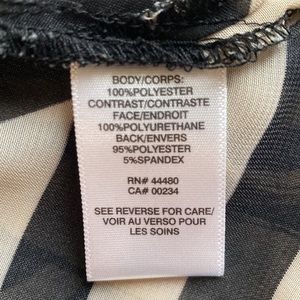 BODY/CORPS:
100%POLYESTER
CONTRAST/CONTRASTE
FACE/ENDROIT
100%POLYURETHANE
BACK/ENVERS
95%POLYESTER
5%SPANDEX
RN# 44480
CA# 00234
SEE REVERSE FOR CARE/
VOIR AU VERSO POUR
LES SOINS